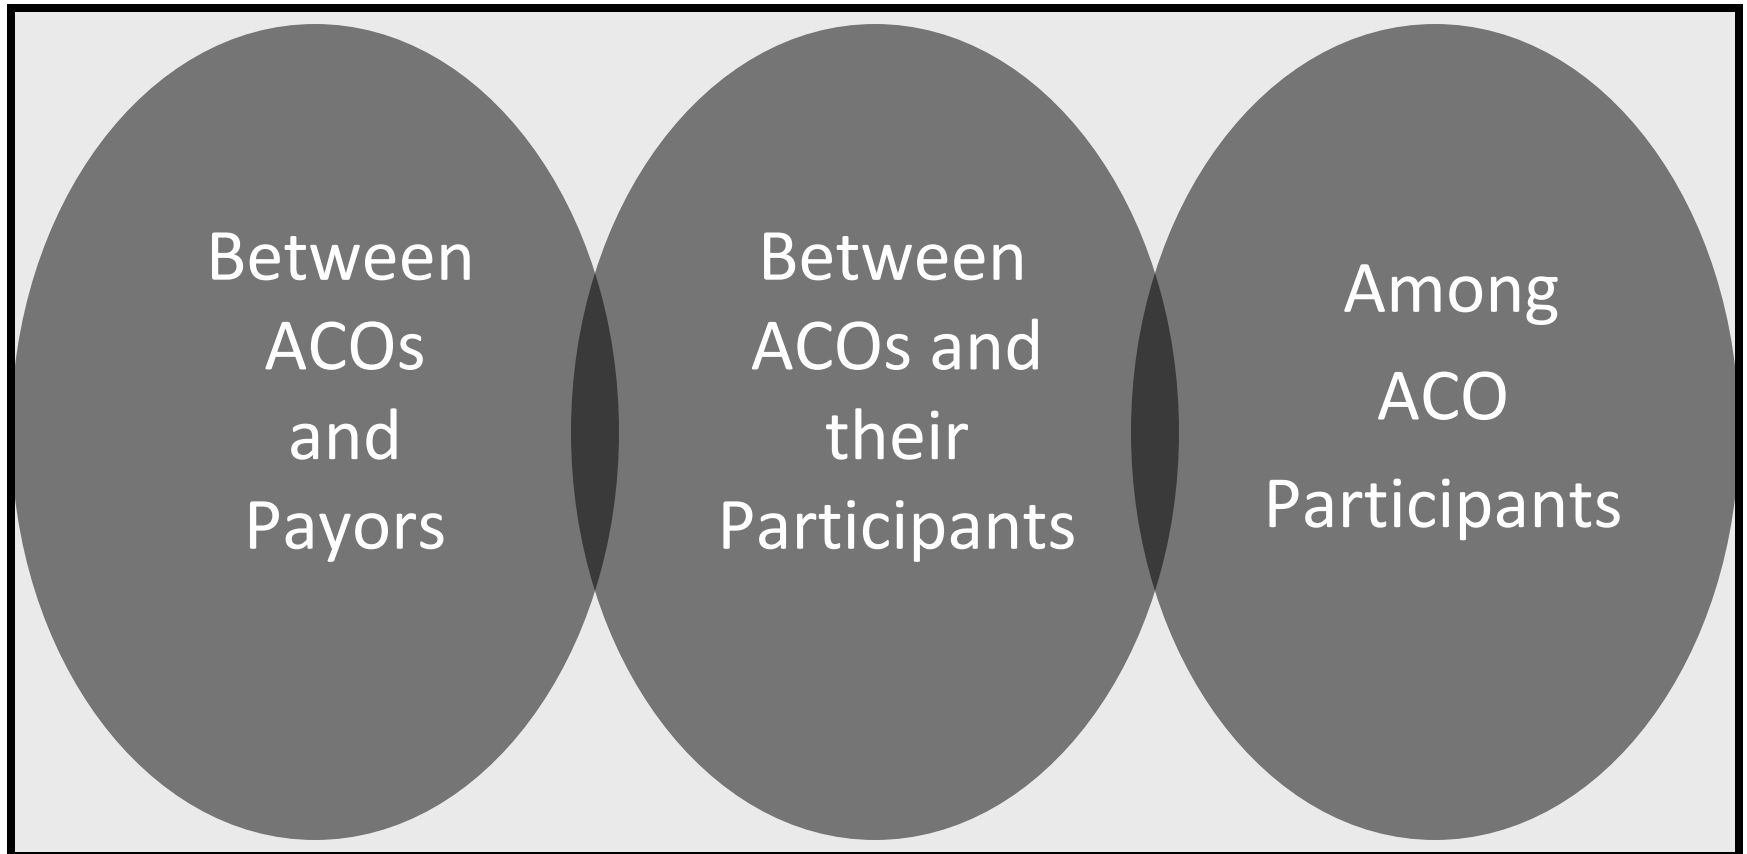 Between
ACOs
and
Payors
Between
ACOs and
their
Participants
Among
ACO
Participants